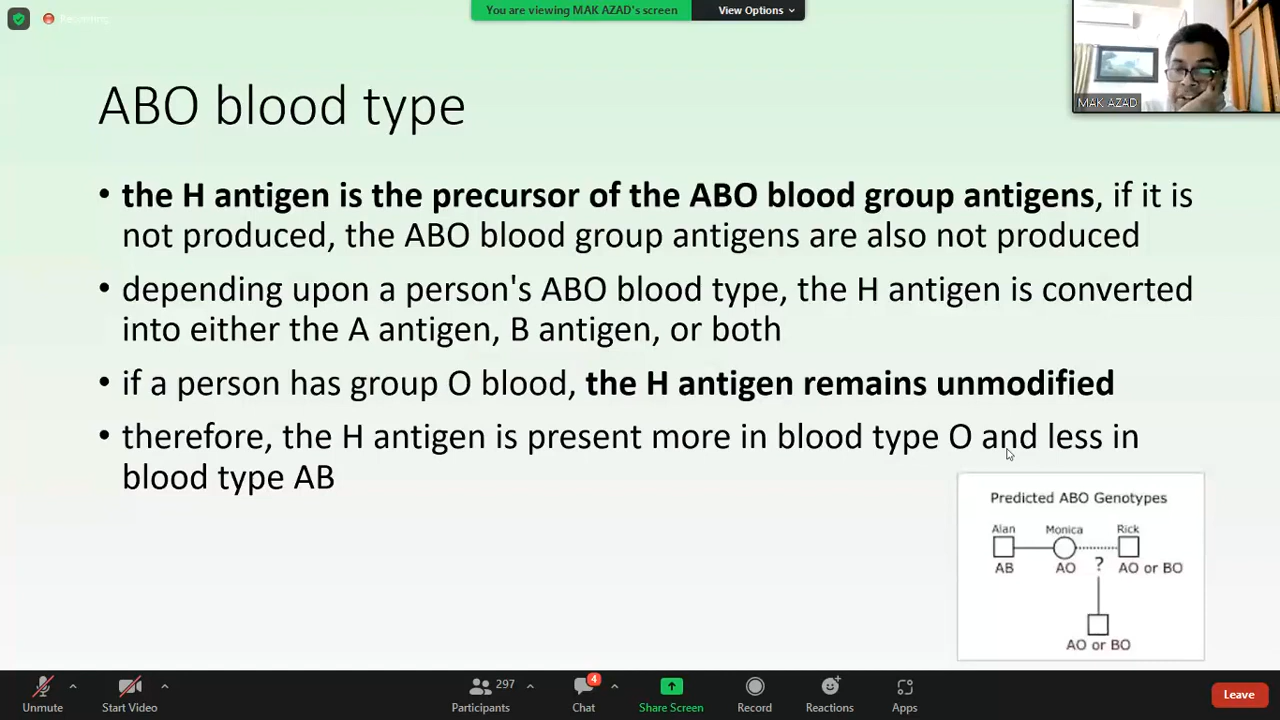 Recording
You are viewing MAK AZAD's screen
View Options
MAK AZAD
ABO blood type
• the H antigen is the precursor of the ABO blood group antigens, if it is
not produced, the ABO blood group antigens are also not produced
• depending upon a person's ABO blood type, the H antigen is converted
into either the A antigen, B antigen, or both
• if a person has group O blood, the H antigen remains unmodified
• therefore, the H antigen is present more in blood type O and less in
blood type AB
Predicted ABO Genotypes
Alan Monica Rick
AB AO ? AO or BO
AO or BO
Unmute
Start Video
297
Participants
4
Chat
Share Screen
Record
Reactions
Apps
Leave